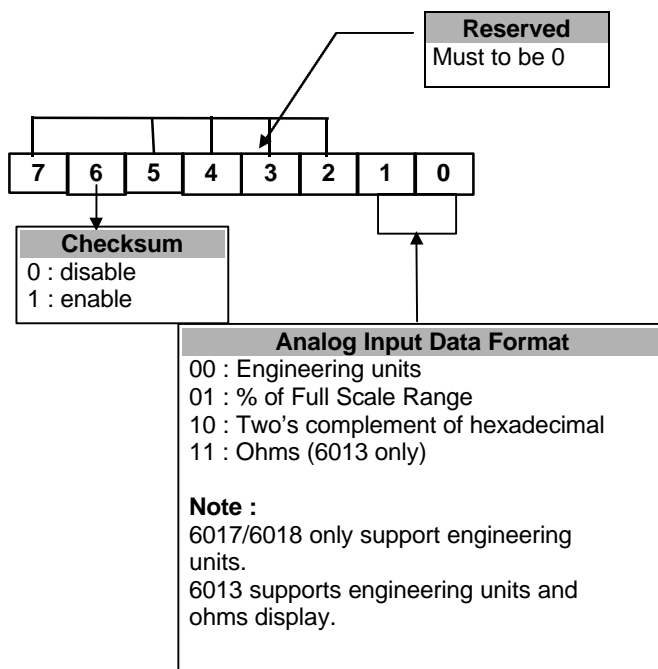 Reserved
Must to be 0
7 6 5 4 3 2 1 0
Checksum
0 : disable
1 : enable
Analog Input Data Format
00 : Engineering units
01 : % of Full Scale Range
10 : Two's complement of hexadecimal
11 : Ohms (6013 only)
Note :
6017/6018 only support engineering
units.
6013 supports engineering units and
ohms display.